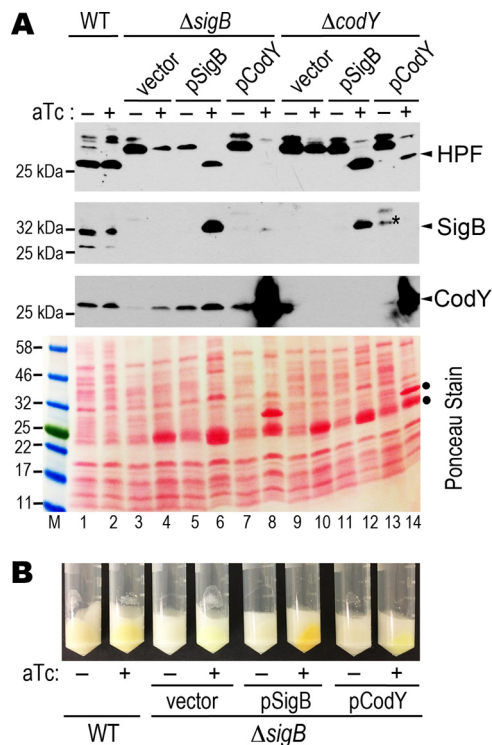 A
WT ΔsigB ΔcodY
vector pSigB pCodY vector pSigB pCodY
aTc : – + – + – + – + – + – + – +
HPF
25 kDa
32 kDa
* SigB
25 kDa
CodY
25 kDa
58
46
32
25
22
17
11
Ponceau Stain
M 1 2 3 4 5 6 7 8 9 10 11 12 13 14
B
aTc: – + – + – + – +
vector pSigB pCodY
WT ΔsigB